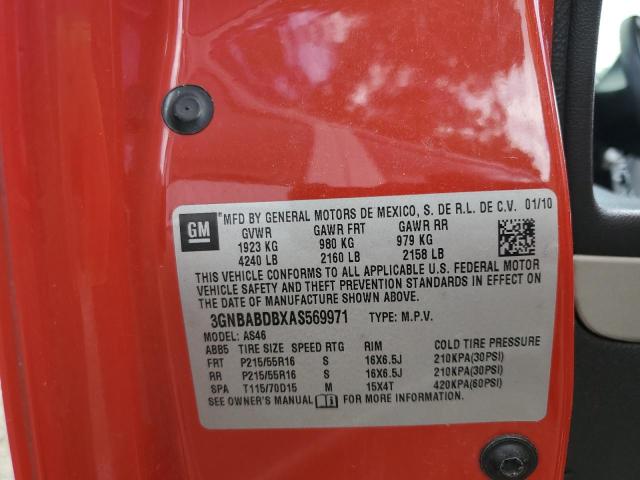 GM
MFD BY GENERAL MOTORS DE MEXICO, S. DE R.L. DE C.V. 01/10
GVWR GAWR FRT GAWR RR
1923 KG 980 KG 979 KG
4240 LB 2160 LB 2158 LB
THIS VEHICLE CONFORMS TO ALL APPLICABLE U.S. FEDERAL MOTOR
VEHICLE SAFETY AND THEFT PREVENTION STANDARDS IN EFFECT ON
THE DATE OF MANUFACTURE SHOWN ABOVE.
3GNBABDBXAS569971 TYPE: M.P.V.
MODEL: AS46
ABB5 TIRE SIZE SPEED RTG RIM COLD TIRE PRESSURE
FRT P215/55R16 S 16X6.5J 210KPA(30PSI)
RR P215/55R16 S 16X6.5J 210KPA(30PSI)
SPA T115/70D15 M 15X4T 420KPA(60PSI)
SEE OWNER'S MANUAL FOR MORE INFORMATION.